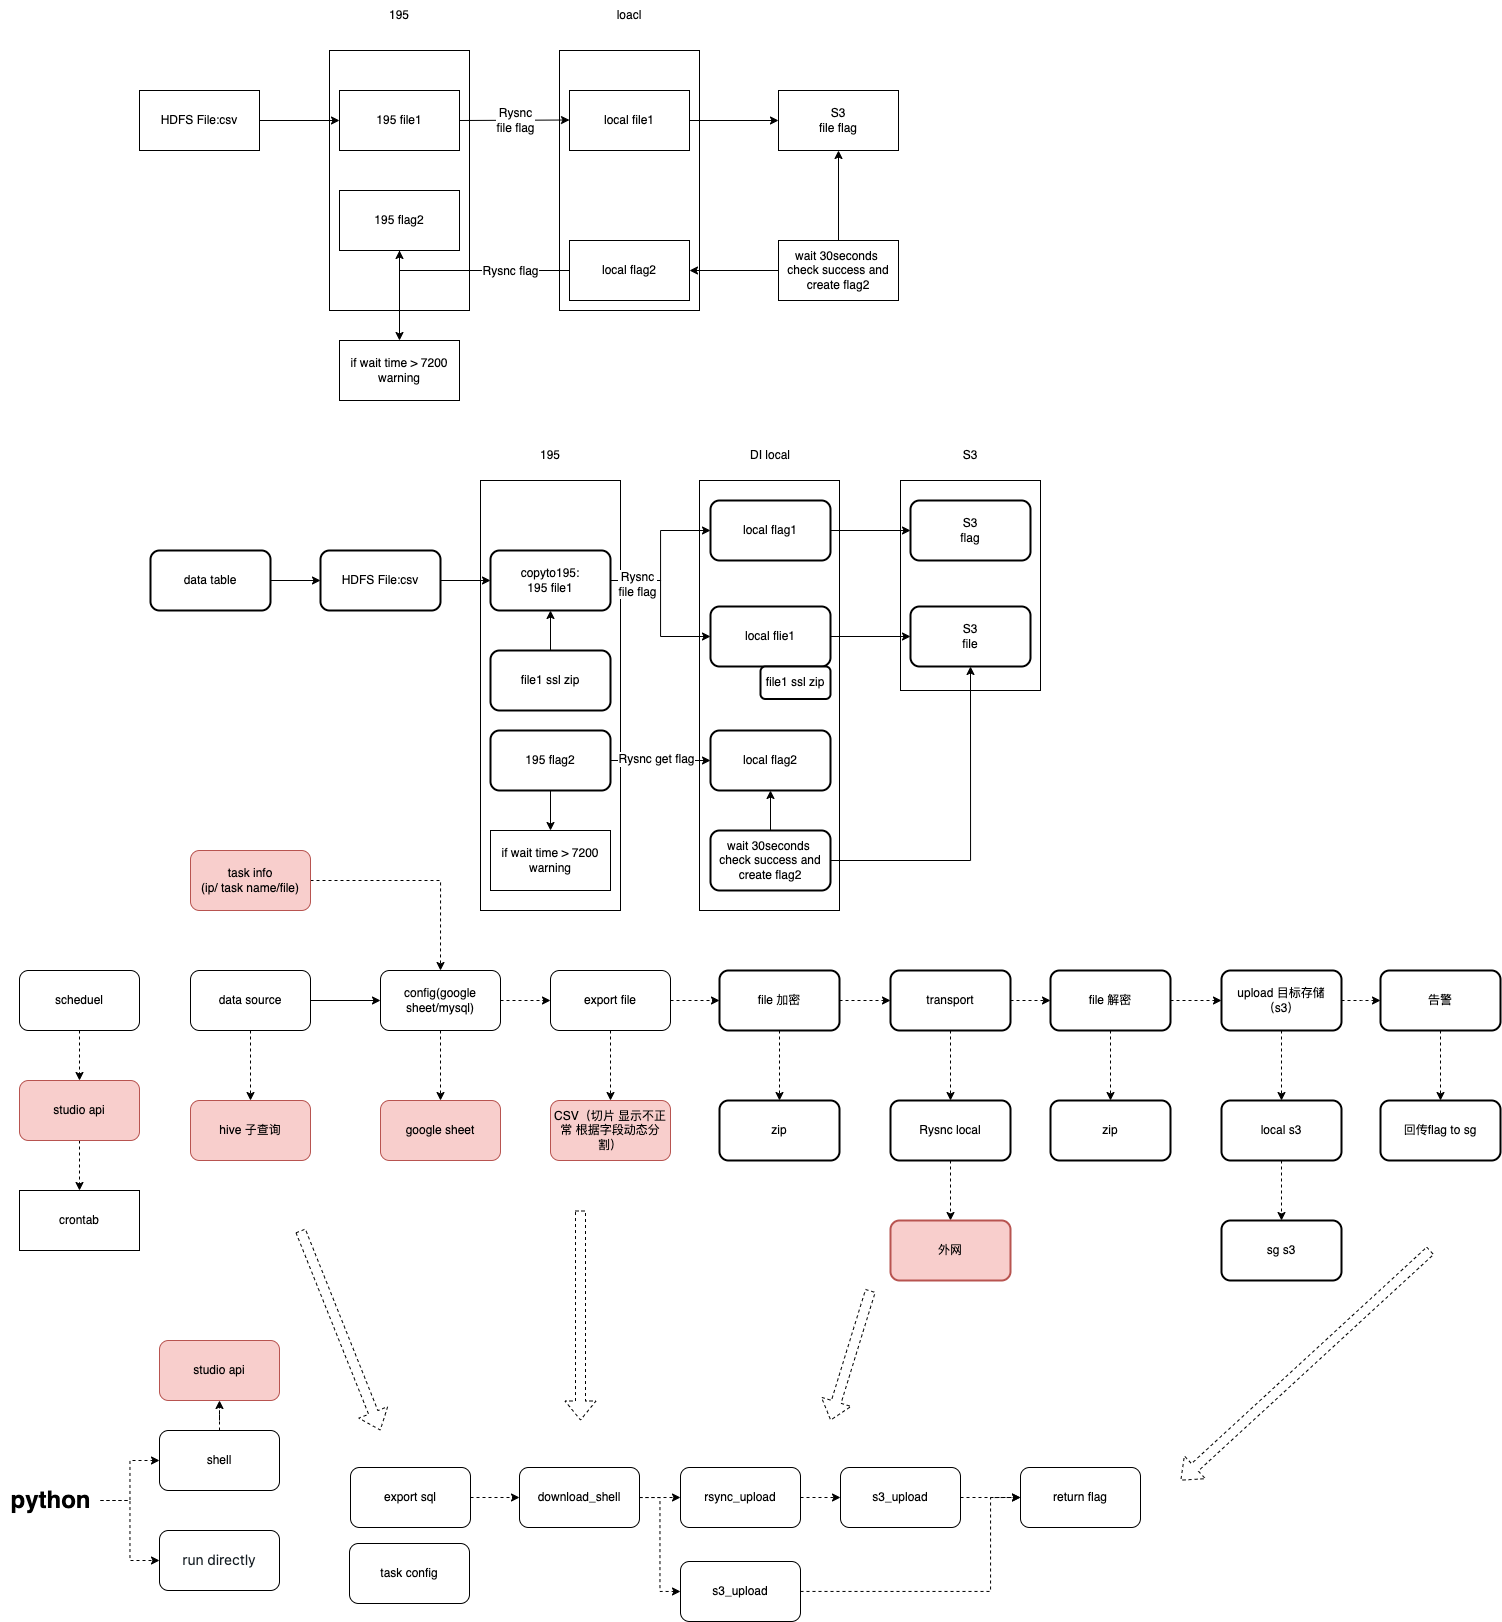 195
loacl
HDFS File:csv
195 file1
Rysnc
file flag
local file1
S3
file flag
195 flag2
Rysnc flag
local flag2
wait 30seconds
check success and
create flag2
if wait time > 7200
warning
195
DI local
S3
data table
HDFS File:csv
copyto195:
195 file1
Rysnc
file flag
local flag1
S3
flag
local flie1
S3
file
file1 ssl zip
file1 ssl zip
195 flag2
Rysnc get flag
local flag2
if wait time > 7200
warning
wait 30seconds
check success and
create flag2
task info
(ip/ task name/file)
scheduel
data source
config(google
sheet/mysql)
export file
file 加密
transport
file 解密
upload 目标存储
（s3）
告警
studio api
hive 子查询
google sheet
CSV（切片 显示不正
常 根据字段动态分
割）
zip
Rysnc local
zip
local s3
回传flag to sg
crontab
外网
sg s3
studio api
shell
python
run directly
export sql
download_shell
rsync_upload
s3_upload
return flag
task config
s3_upload